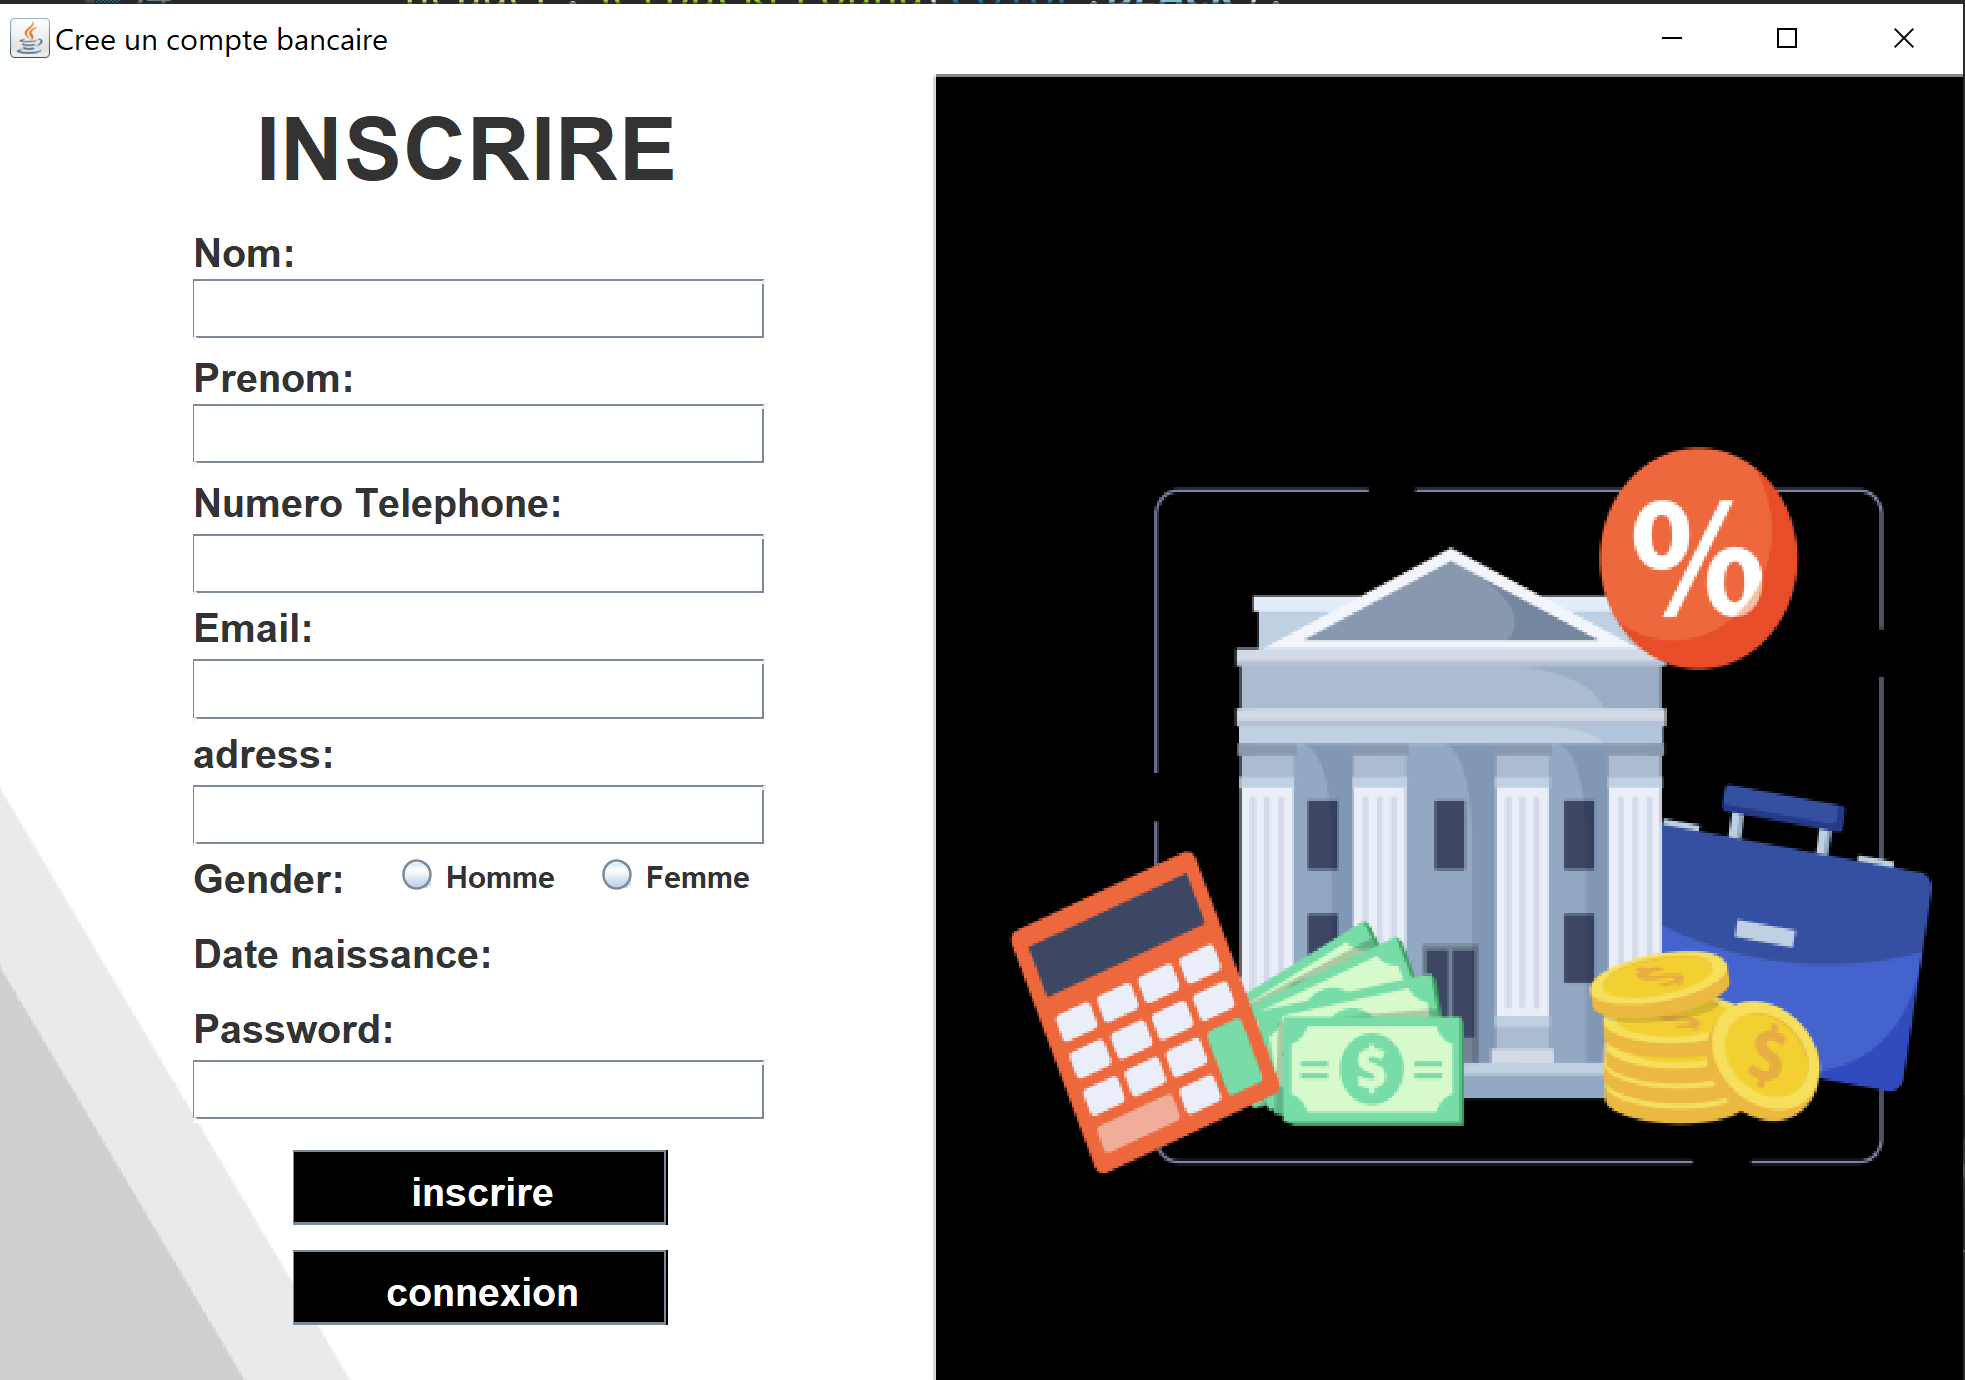 Cree un compte bancaire
INSCRIRE
Nom:
Prenom:
Numero Telephone:
Email:
adress:
Gender: Homme Femme
Date naissance:
Password:
inscrire
connexion
%
$
$
$